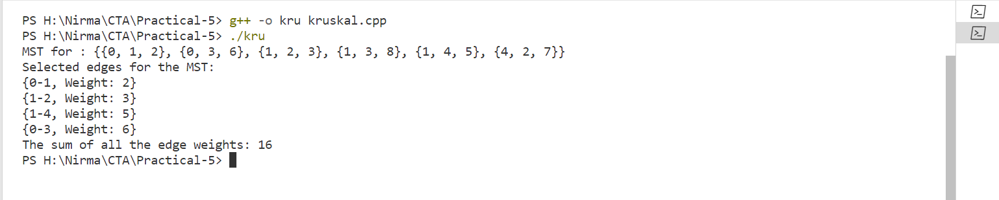 PS H:\Nirma\CTA\Practical-5> g++ -o kru kruskal.cpp
PS H:\Nirma\CTA\Practical-5> ./kru
MST for : {{0, 1, 2}, {0, 3, 6}, {1, 2, 3}, {1, 3, 8}, {1, 4, 5}, {4, 2, 7}}
Selected edges for the MST:
{0-1, Weight: 2}
{1-2, Weight: 3}
{1-4, Weight: 5}
{0-3, Weight: 6}
The sum of all the edge weights: 16
PS H:\Nirma\CTA\Practical-5>